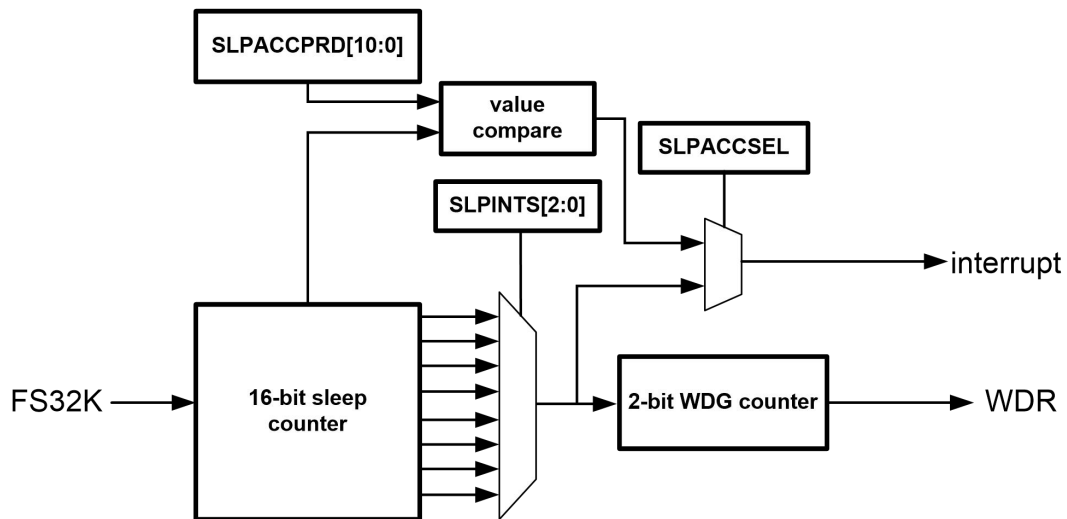 SLPACCPRD[10:0]
value
compare
SLPACCSEL
SLPINTS[2:0]
interrupt
FS32K
16-bit sleep
counter
2-bit WDG counter
WDR